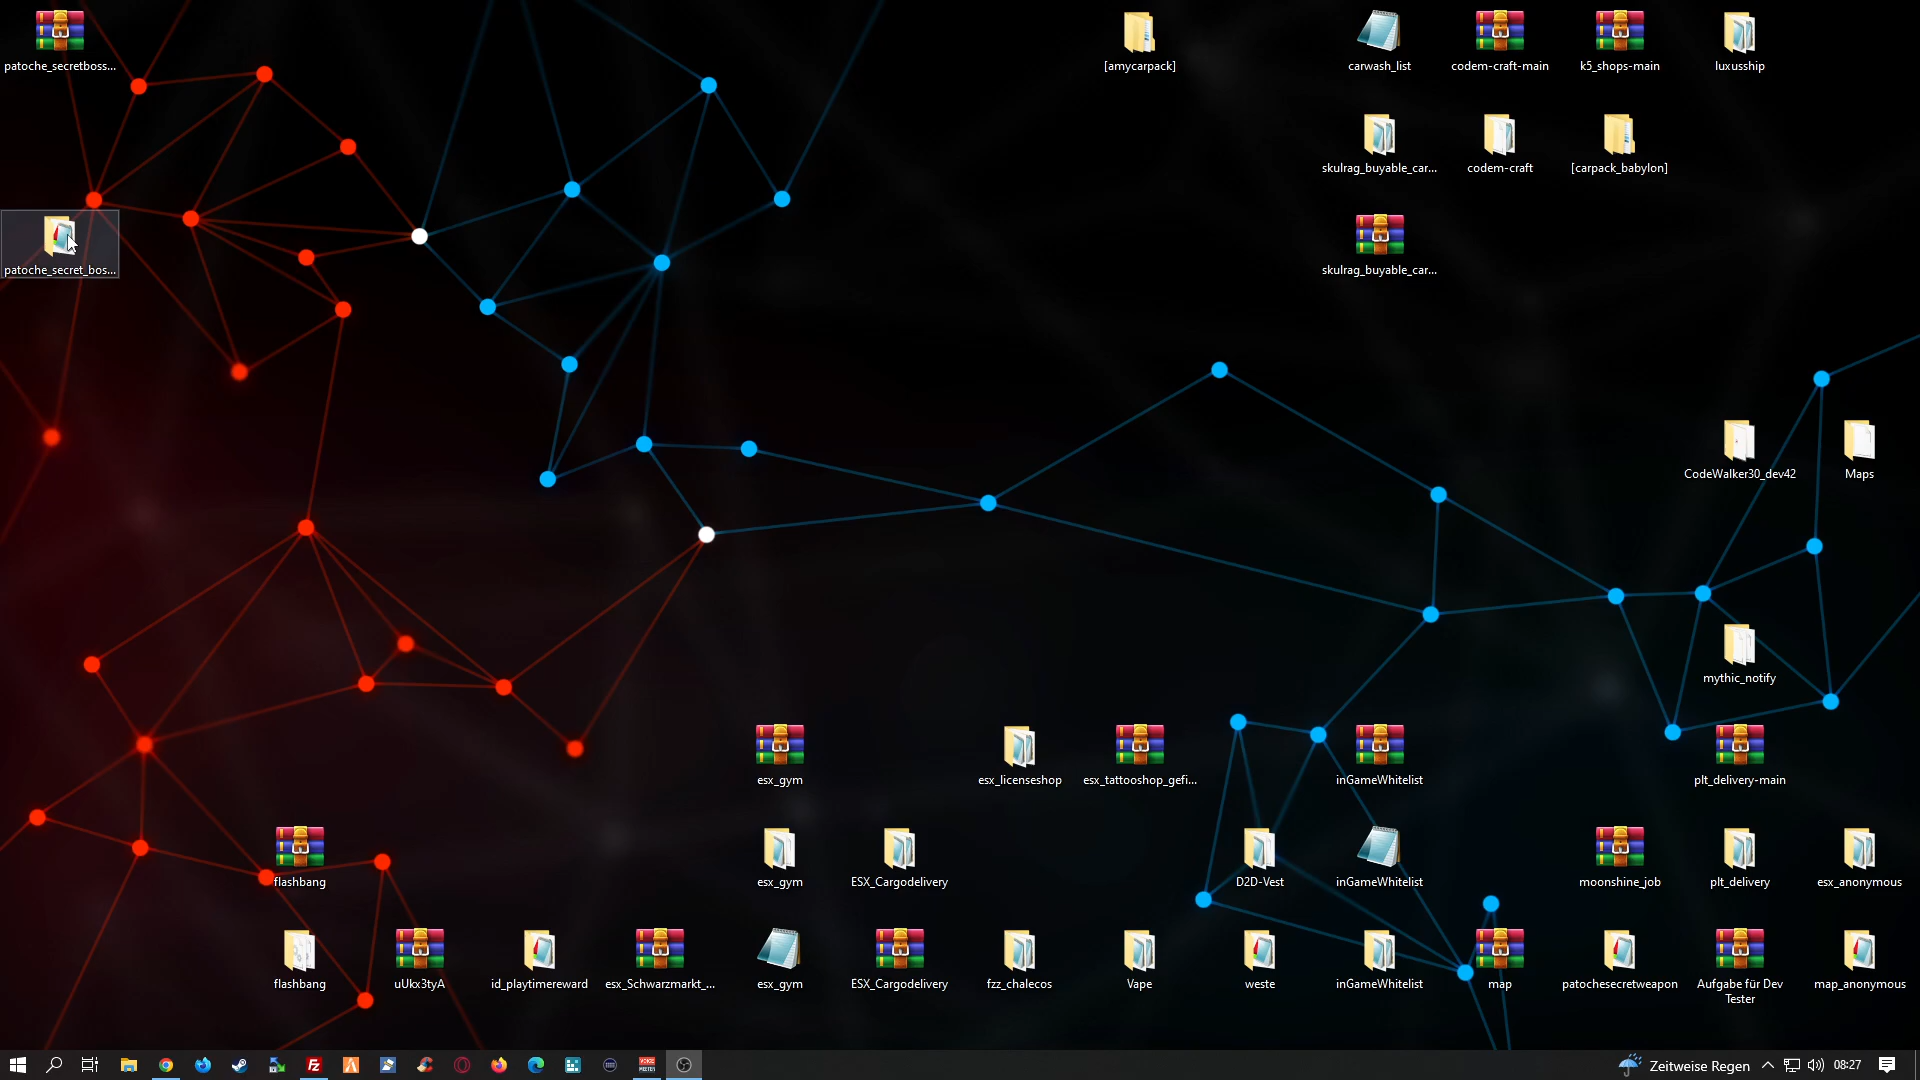 patoche_secretboss...
[amycarpack]
carwash_list
codem-craft-main
k5_shops-main
luxusship
skulrag_buyable_car...
codem-craft
[carpack_babylon]
patoche_secret_bos...
skulrag_buyable_car...
CodeWalker30_dev42
Maps
mythic_notify
esx_gym
esx_licenseshop
esx_tattooshop_gefi...
inGameWhitelist
plt_delivery-main
flashbang
esx_gym
ESX_Cargodelivery
D2D-Vest
inGameWhitelist
moonshine_job
plt_delivery
esx_anonymous
flashbang
uUkx3tyA
id_playtimereward
esx_Schwarzmarkt_...
esx_gym
ESX_Cargodelivery
fzz_chalecos
Vape
weste
inGameWhitelist
map
patochesecretweapon
Aufgabe für Dev
Tester
map_anonymous
Zeitweise Regen
08:27